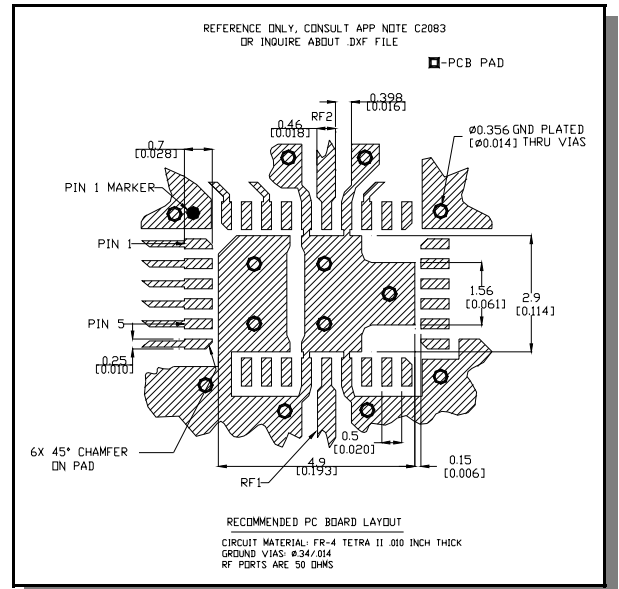 REFERENCE ONLY, CONSULT APP NOTE C2083
OR INQUIRE ABOUT .DXF FILE
-PCB PAD
0.398
[0.016]
RF2
0.46
[0.018]
0.7
[0.028]
Ø0.356 GND PLATED
[Ø0.014] THRU VIAS
PIN 1 MARKER
PIN 1
1.56
[0.061]
2.9
[0.114]
PIN 5
0.25
[0.010]
6X 45° CHAMFER
ON PAD
0.5
[0.020]
4.9
[0.193]
0.15
[0.006]
RF1
RECOMMENDED PC BOARD LAYOUT
CIRCUIT MATERIAL: FR-4 TETRA II .010 INCH THICK
GROUND VIAS: Ø.34/.014
RF PORTS ARE 50 OHMS